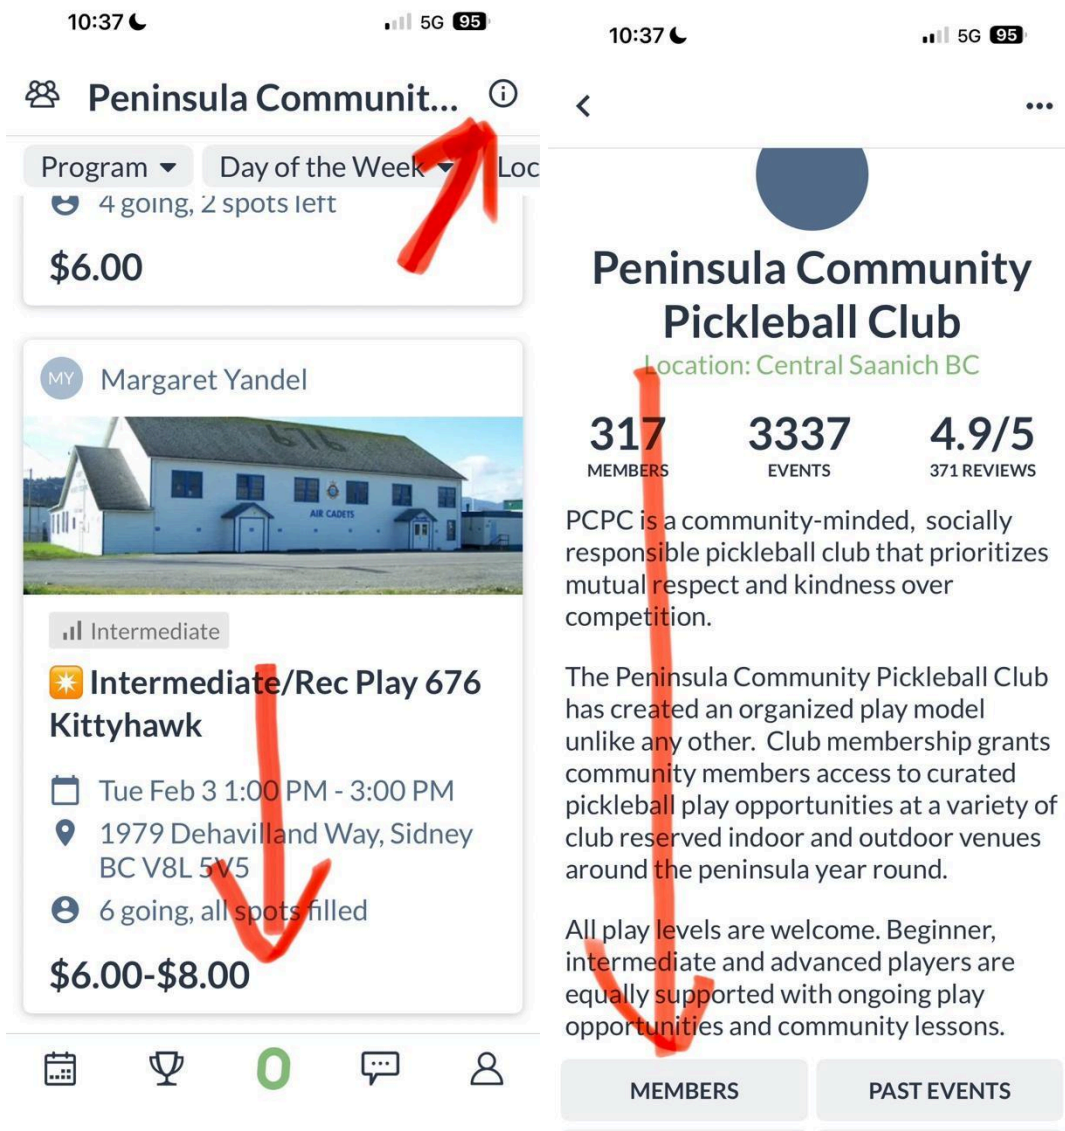 10:37
5G 95
Peninsula Communit...
Program
Day of the Week
Loc
4 going, 2 spots left
$6.00
MY
Margaret Yandel
676
AIR CADETS
Intermediate
Intermediate/Rec Play 676
Kittyhawk
Tue Feb 3 1:00 PM - 3:00 PM
1979 Dehavilland Way, Sidney
BC V8L 5V5
6 going, all spots filled
$6.00-$8.00
10:37
5G 95
Peninsula Community
Pickleball Club
Location: Central Saanich BC
317
MEMBERS
3337
EVENTS
4.9/5
371 REVIEWS
PCPC is a community-minded, socially
responsible pickleball club that prioritizes
mutual respect and kindness over
competition.
The Peninsula Community Pickleball Club
has created an organized play model
unlike any other. Club membership grants
community members access to curated
pickleball play opportunities at a variety of
club reserved indoor and outdoor venues
around the peninsula year round.
All play levels are welcome. Beginner,
intermediate and advanced players are
equally supported with ongoing play
opportunities and community lessons.
MEMBERS
PAST EVENTS